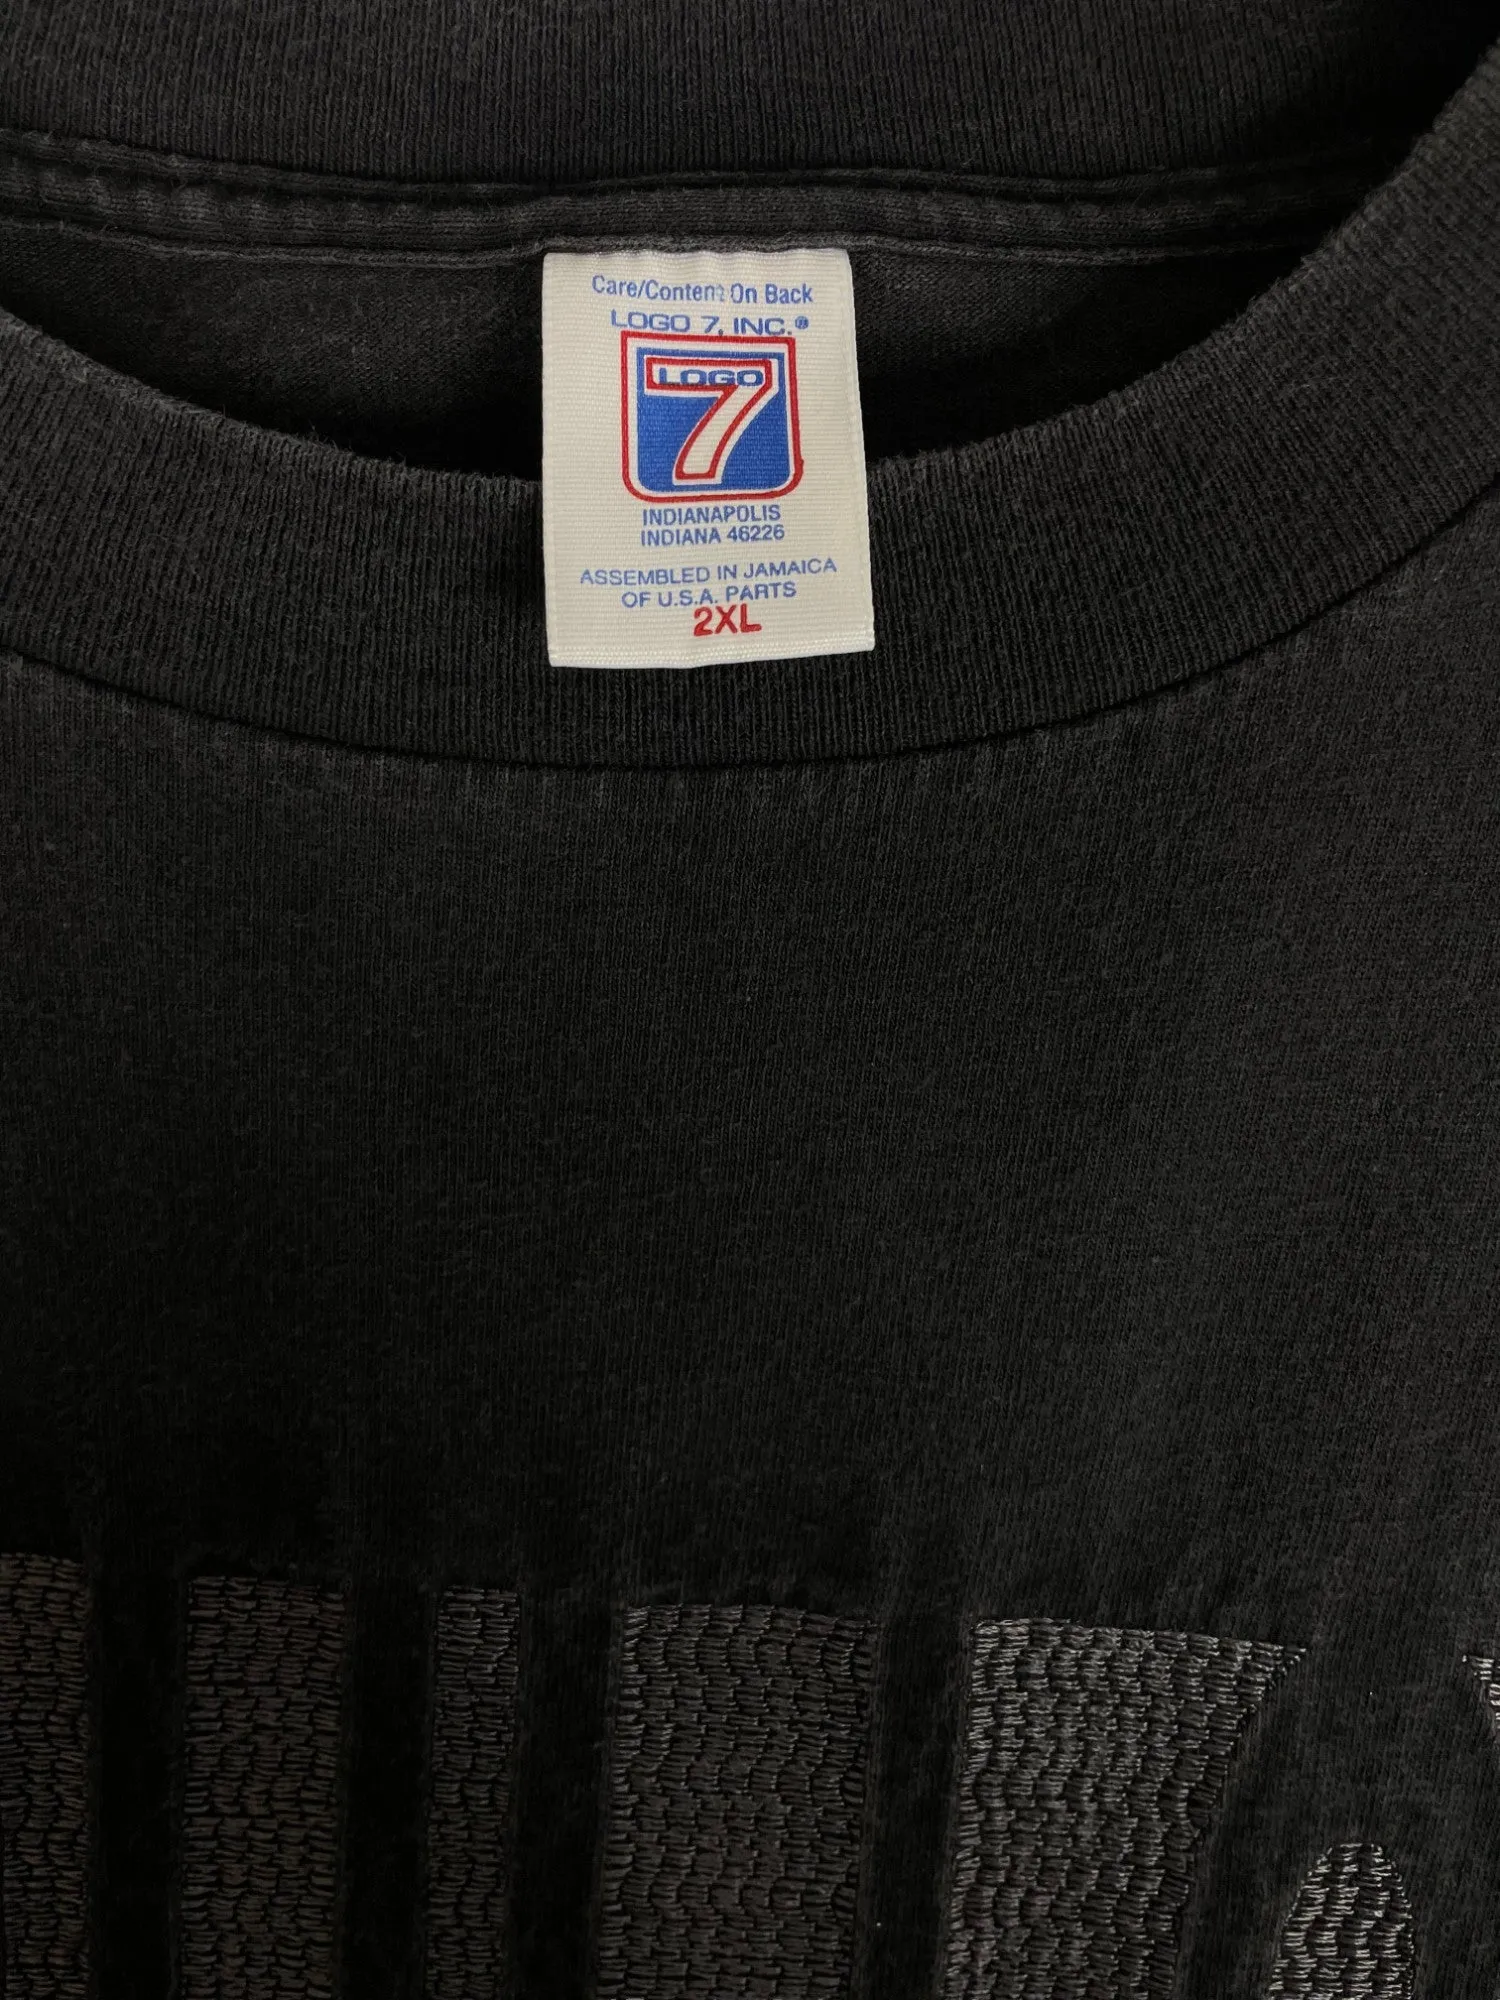 Care/Content On Back
LOGO 7, INC.®
LOGO
7
INDIANAPOLIS
INDIANA 46226
ASSEMBLED IN JAMAICA
OF U.S.A. PARTS
2XL